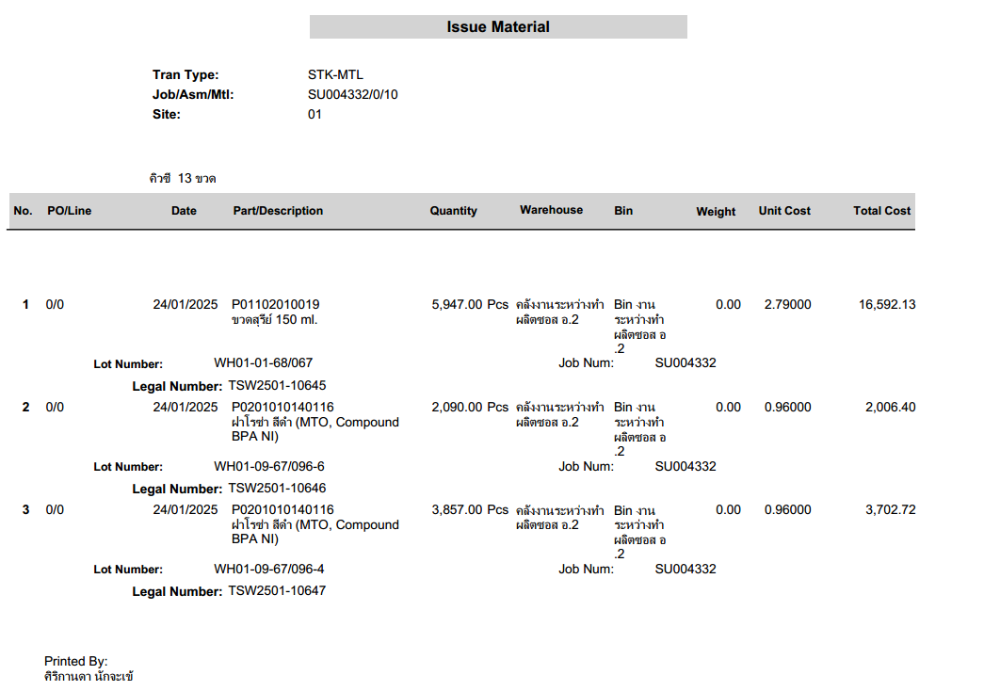 Issue Material
Tran Type: STK-MTL
Job/Asm/Mtl: SU004332/0/10
Site: 01
คิวซี 13 ขวด
No. PO/Line Date Part/Description Quantity Warehouse Bin Weight Unit Cost Total Cost
1 0/0 24/01/2025 P01102010019 5,947.00 Pcs คลังงานระหว่างทำ Bin งาน 0.00 2.79000 16,592.13
ขวดสุรีย์ 150 ml. ผลิตซอส อ.2 ระหว่างทำ
ผลิตซอส อ
.2
Lot Number: WH01-01-68/067 Job Num: SU004332
Legal Number: TSW2501-10645
2 0/0 24/01/2025 P0201010140116 2,090.00 Pcs คลังงานระหว่างทำ Bin งาน 0.00 0.96000 2,006.40
ฝาโรซ่า สีดำ (MTO, Compound ผลิตซอส อ.2 ระหว่างทำ
BPA NI) ผลิตซอส อ
.2
Lot Number: WH01-09-67/096-6 Job Num: SU004332
Legal Number: TSW2501-10646
3 0/0 24/01/2025 P0201010140116 3,857.00 Pcs คลังงานระหว่างทำ Bin งาน 0.00 0.96000 3,702.72
ฝาโรซ่า สีดำ (MTO, Compound ผลิตซอส อ.2 ระหว่างทำ
BPA NI) ผลิตซอส อ
.2
Lot Number: WH01-09-67/096-4 Job Num: SU004332
Legal Number: TSW2501-10647
Printed By:
ศิริกานดา นักจะเข้